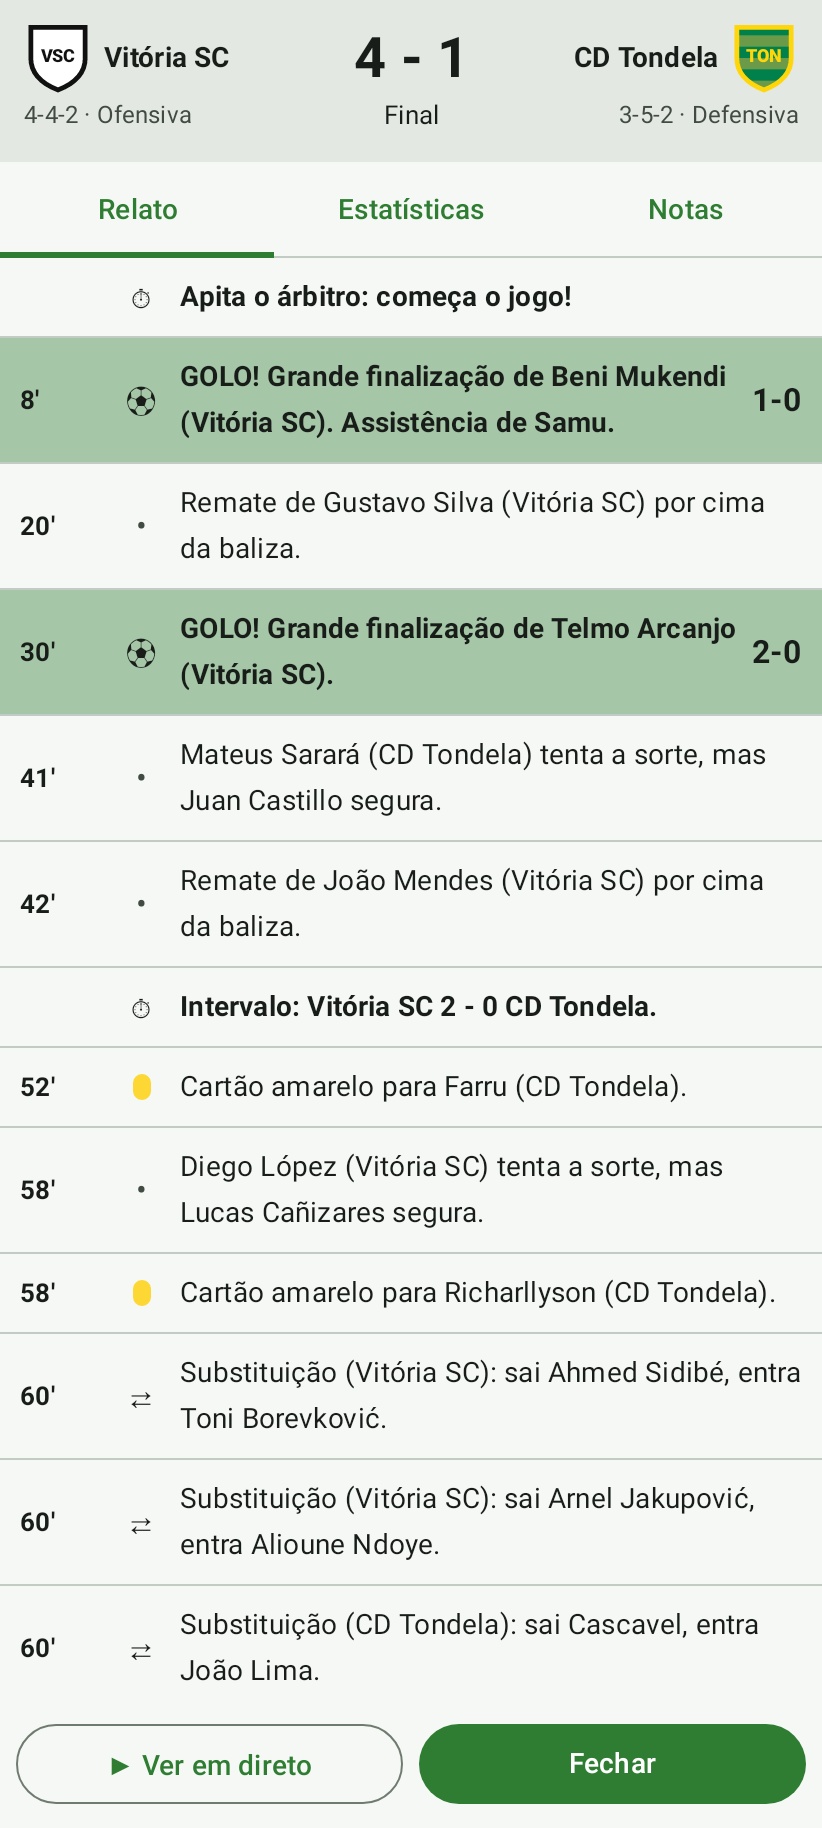 VSC Vitória SC 4 - 1 CD Tondela TON
4-4-2 · Ofensiva Final 3-5-2 · Defensiva
Relato Estatísticas Notas
Apita o árbitro: começa o jogo!
8' GOLO! Grande finalização de Beni Mukendi
(Vitória SC). Assistência de Samu. 1-0
20' Remate de Gustavo Silva (Vitória SC) por cima
da baliza.
30' GOLO! Grande finalização de Telmo Arcanjo
(Vitória SC). 2-0
41' Mateus Sarará (CD Tondela) tenta a sorte, mas
Juan Castillo segura.
42' Remate de João Mendes (Vitória SC) por cima
da baliza.
Intervalo: Vitória SC 2 - 0 CD Tondela.
52' Cartão amarelo para Farru (CD Tondela).
58' Diego López (Vitória SC) tenta a sorte, mas
Lucas Cañizares segura.
58' Cartão amarelo para Richarllyson (CD Tondela).
60' Substituição (Vitória SC): sai Ahmed Sidibé, entra
Toni Borevković.
60' Substituição (Vitória SC): sai Arnel Jakupović,
entra Alioune Ndoye.
60' Substituição (CD Tondela): sai Cascavel, entra
João Lima.
► Ver em direto Fechar